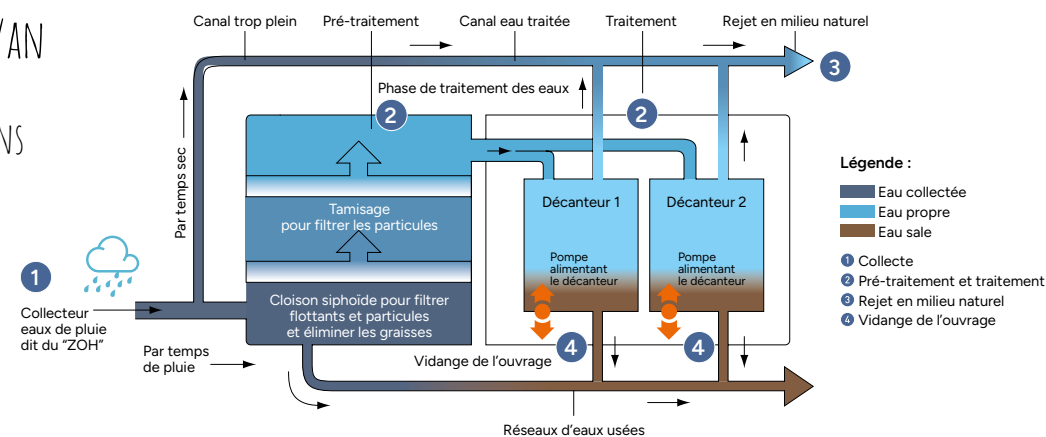 /AN
NS
Canal trop plein
Pré-traitement
Canal eau traitée
Traitement
Rejet en milieu naturel
3
Phase de traitement des eaux
2
2
Par temps sec
Tamisage
pour filtrer les particules
Cloison siphoïde pour filtrer
flottants et particules
et éliminer les graisses
Décanteur 1
Pompe
alimentant
le décanteur
Décanteur 2
Pompe
alimentant
le décanteur
1
Collecteur
eaux de pluie
dit du “ZOH”
Par temps
de pluie
Vidange de l’ouvrage
4
4
Réseaux d’eaux usées
Légende :
Eau collectée
Eau propre
Eau sale
1 Collecte
2 Pré-traitement et traitement
3 Rejet en milieu naturel
4 Vidange de l’ouvrage